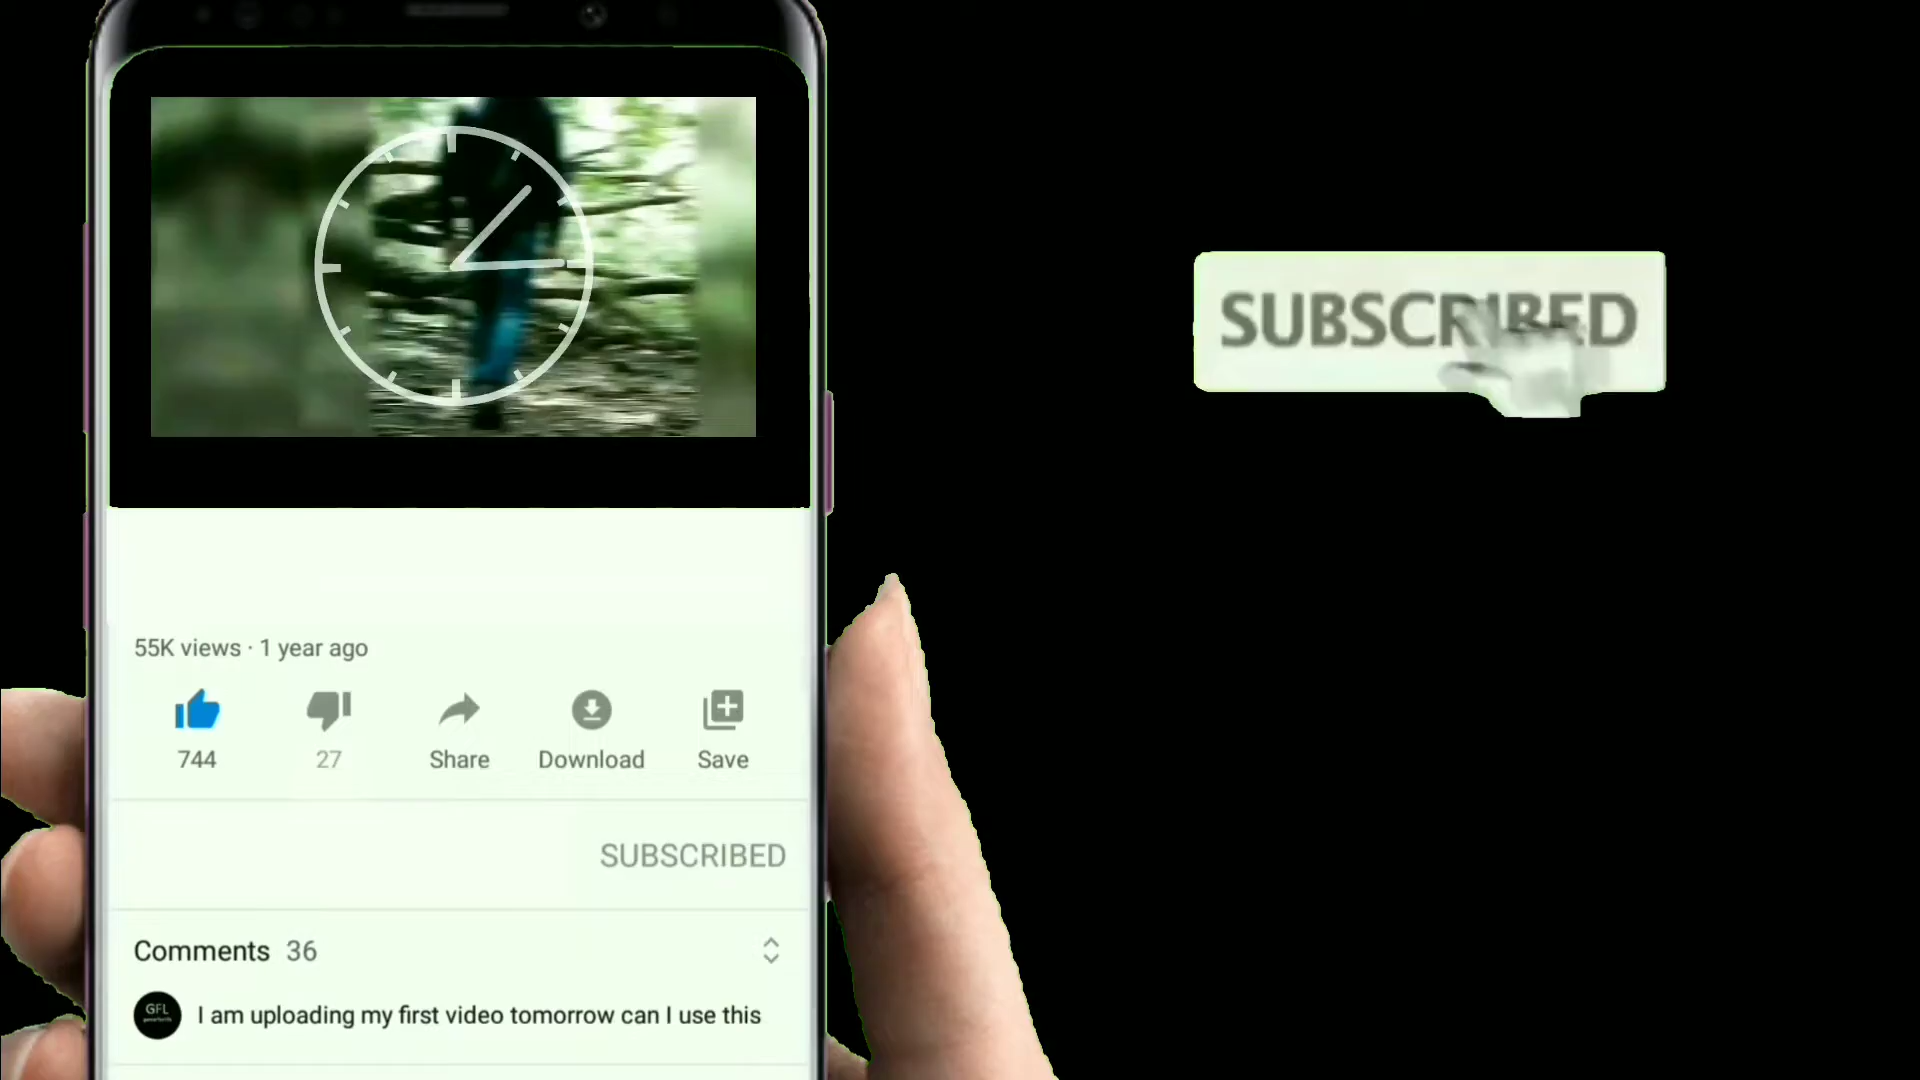 SUBSCRIBED
55K views · 1 year ago
744
27
Share
Download
Save
SUBSCRIBED
Comments 36
GFL
I am uploading my first video tomorrow can I use this